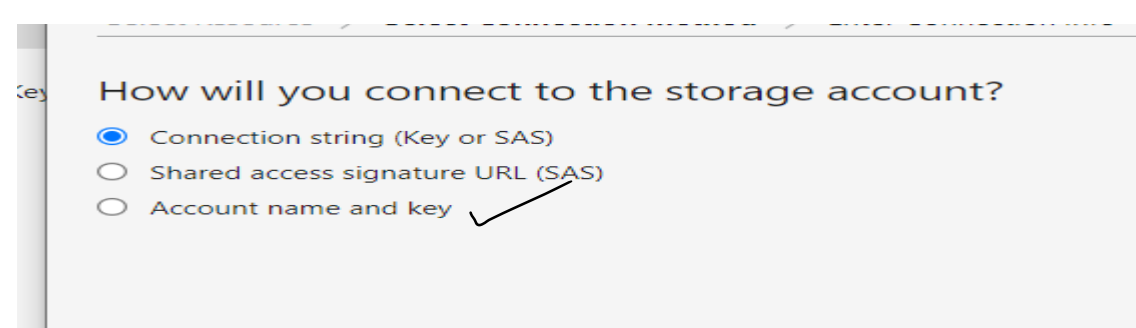 How will you connect to the storage account?
Connection string (Key or SAS)
Shared access signature URL (SAS)
Account name and key